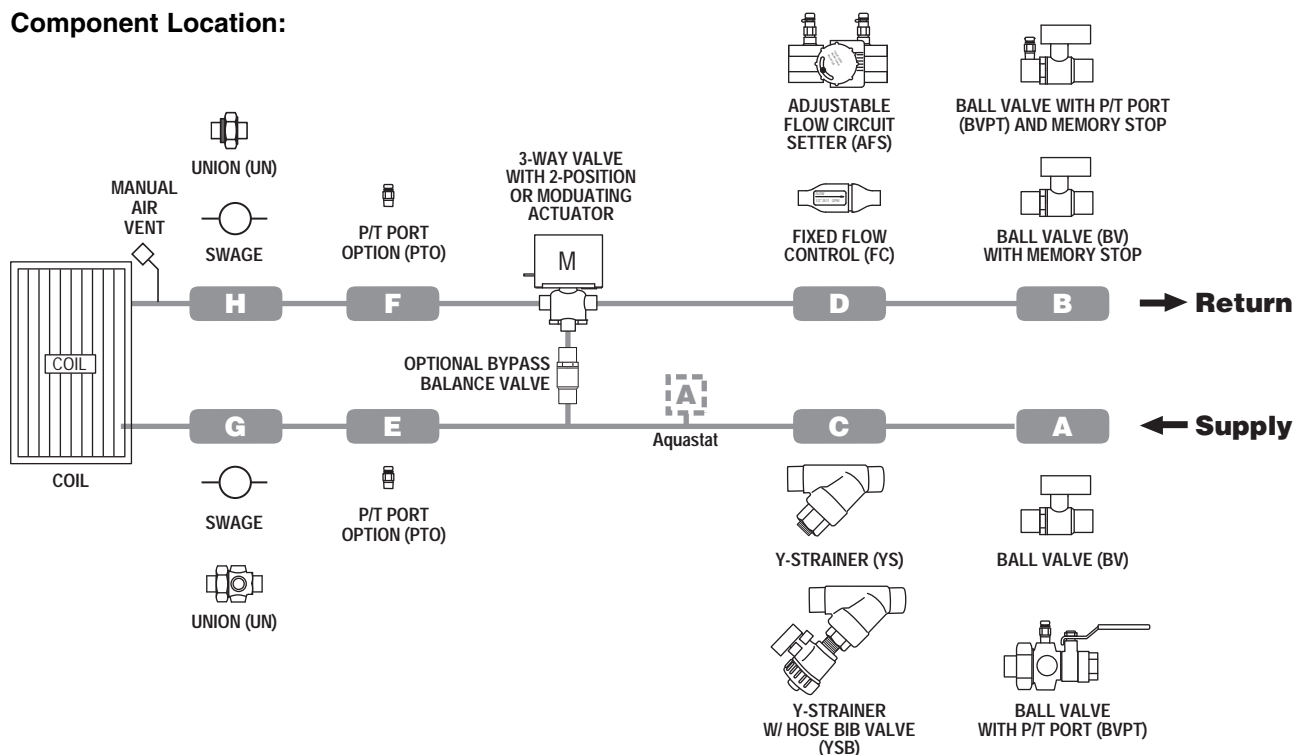 Component Location:
ADJUSTABLE
FLOW CIRCUIT
SETTER (AFS)
BALL VALVE WITH P/T PORT
(BVPT) AND MEMORY STOP
UNION (UN)
MANUAL
AIR
VENT
SWAGE
P/T PORT
OPTION (PTO)
3-WAY VALVE
WITH 2-POSITION
OR MODUATING
ACTUATOR
M
FIXED FLOW
CONTROL (FC)
BALL VALVE (BV)
WITH MEMORY STOP
H
F
D
B
Return
COIL
OPTIONAL BYPASS
BALANCE VALVE
A
Aquastat
G
E
C
A
Supply
COIL
SWAGE
P/T PORT
OPTION (PTO)
Y-STRAINER (YS)
BALL VALVE (BV)
UNION (UN)
Y-STRAINER
W/ HOSE BIB VALVE
(YSB)
BALL VALVE
WITH P/T PORT (BVPT)